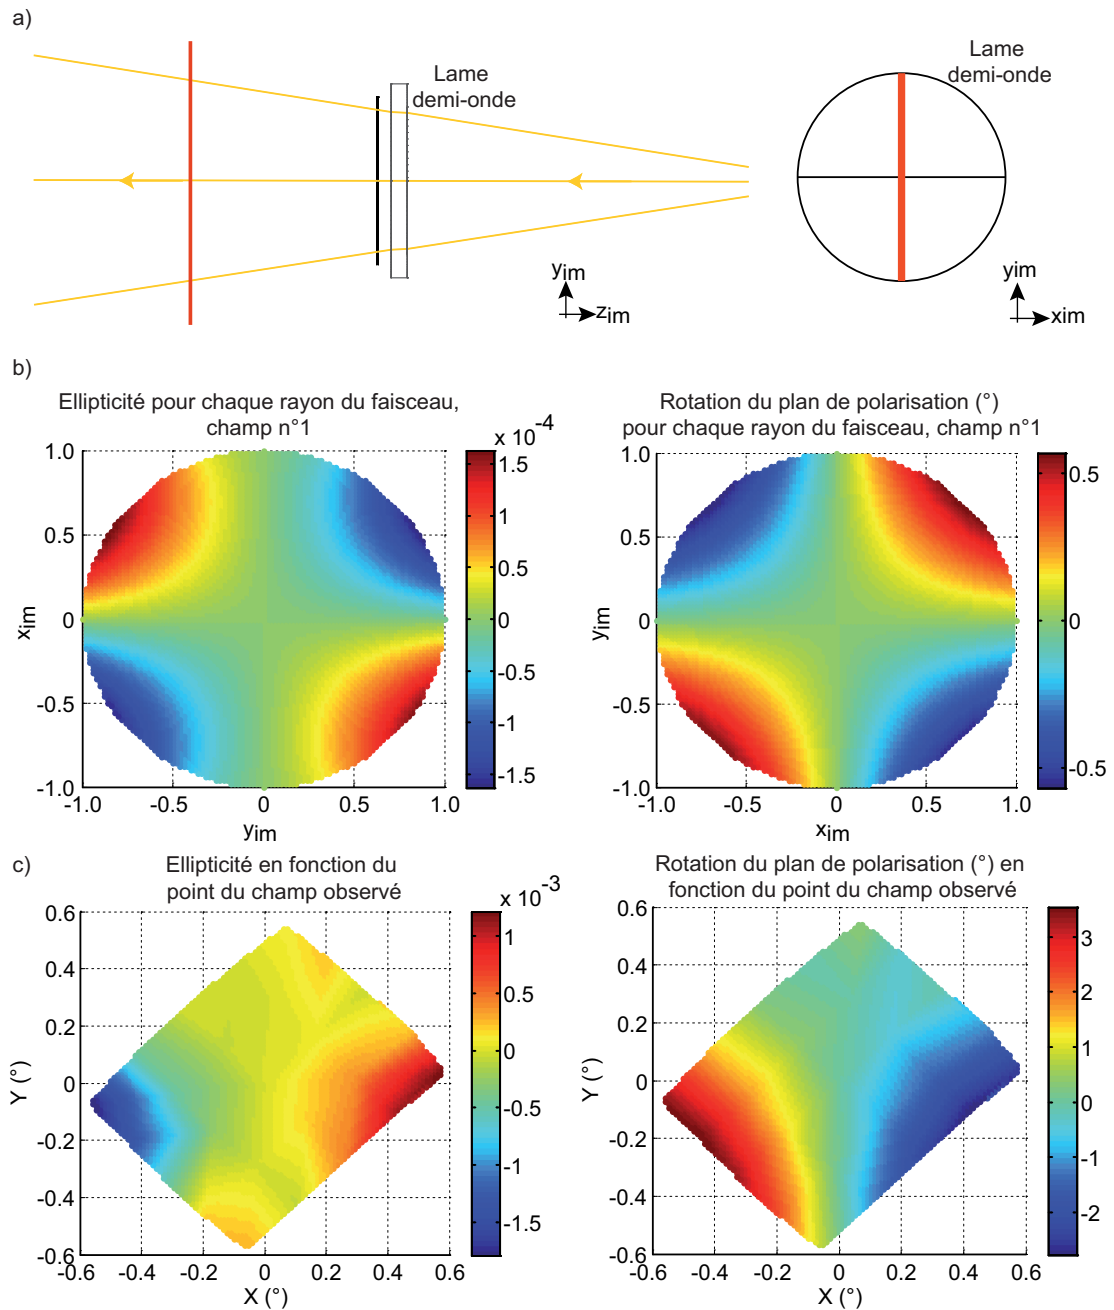 a)
Lame
demi-onde
yim
zim
Lame
demi-onde
yim
xim
b)
Ellipticité pour chaque rayon du faisceau,
champ n°1
x 10-4
1.0
0.5
0
-0.5
-1.0
xim
-1.0 -0.5 0 0.5 1.0
yim
1.5
1
0.5
0
-0.5
-1
-1.5
Rotation du plan de polarisation (°)
pour chaque rayon du faisceau, champ n°1
1.0
0.5
0
-0.5
-1.0
yim
-1.0 -0.5 0 0.5 1.0
xim
0.5
0
-0.5
c)
Ellipticité en fonction du
point du champ observé
x 10-3
0.6
0.4
0.2
0
-0.2
-0.4
-0.6
Y (°)
-0.6 -0.4 -0.2 0 0.2 0.4 0.6
X (°)
1
0.5
0
-0.5
-1
-1.5
Rotation du plan de polarisation (°) en
fonction du point du champ observé
0.6
0.4
0.2
0
-0.2
-0.4
-0.6
Y (°)
-0.6 -0.4 -0.2 0 0.2 0.4 0.6
X (°)
3
2
1
0
-1
-2